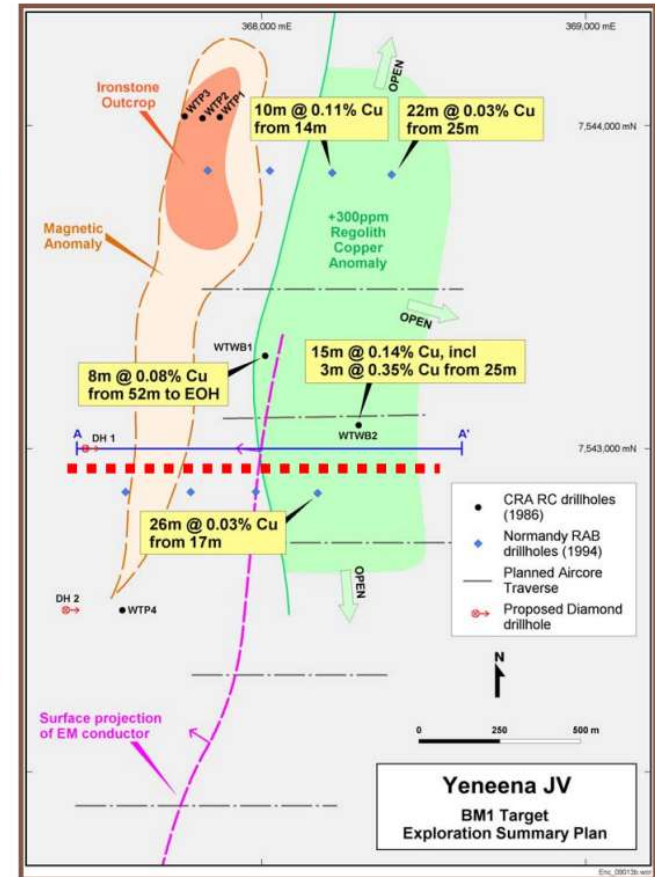 368,000 mE
369,000 mE
OPEN
Ironstone
Outcrop
WTP3
WTP2
WTP1
10m @ 0.11% Cu
from 14m
22m @ 0.03% Cu
from 25m
7,544,000 mN
+300ppm
Regolith
Copper
Anomaly
Magnetic
Anomaly
OPEN
WTWB1
8m @ 0.08% Cu
from 52m to EOH
15m @ 0.14% Cu, incl
3m @ 0.35% Cu from 25m
WTWB2
A
DH 1
A'
7,543,000 mN
26m @ 0.03% Cu
from 17m
OPEN
DH 2
WTP4
CRA RC drillholes
(1986)
Normandy RAB
drillholes (1994)
Planned Aircore
Traverse
Proposed Diamond
drillhole
N
0 250 500 m
Surface projection
of EM conductor
Yeneena JV
BM1 Target
Exploration Summary Plan
Enc_09013b.wor